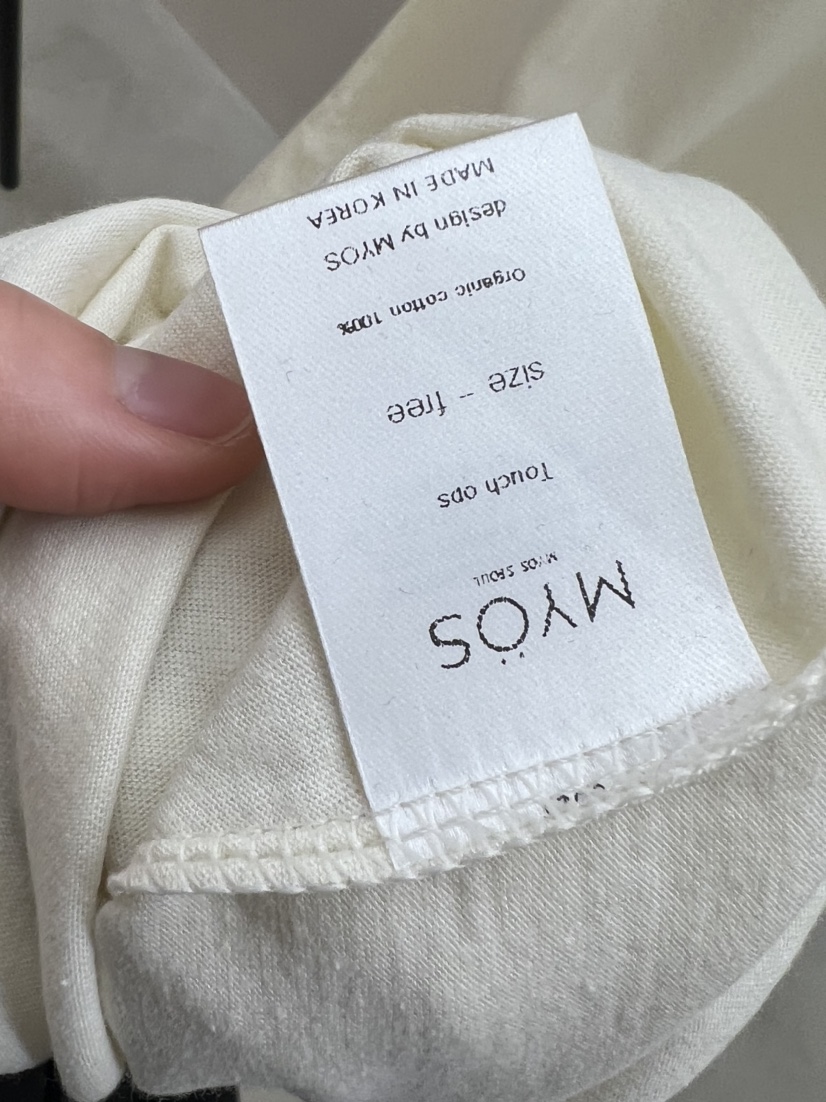 MYÖS
MYOS SEOUL
Touch ops
size - free
Organic cotton 100%
design by MYOS
MADE IN KOREA